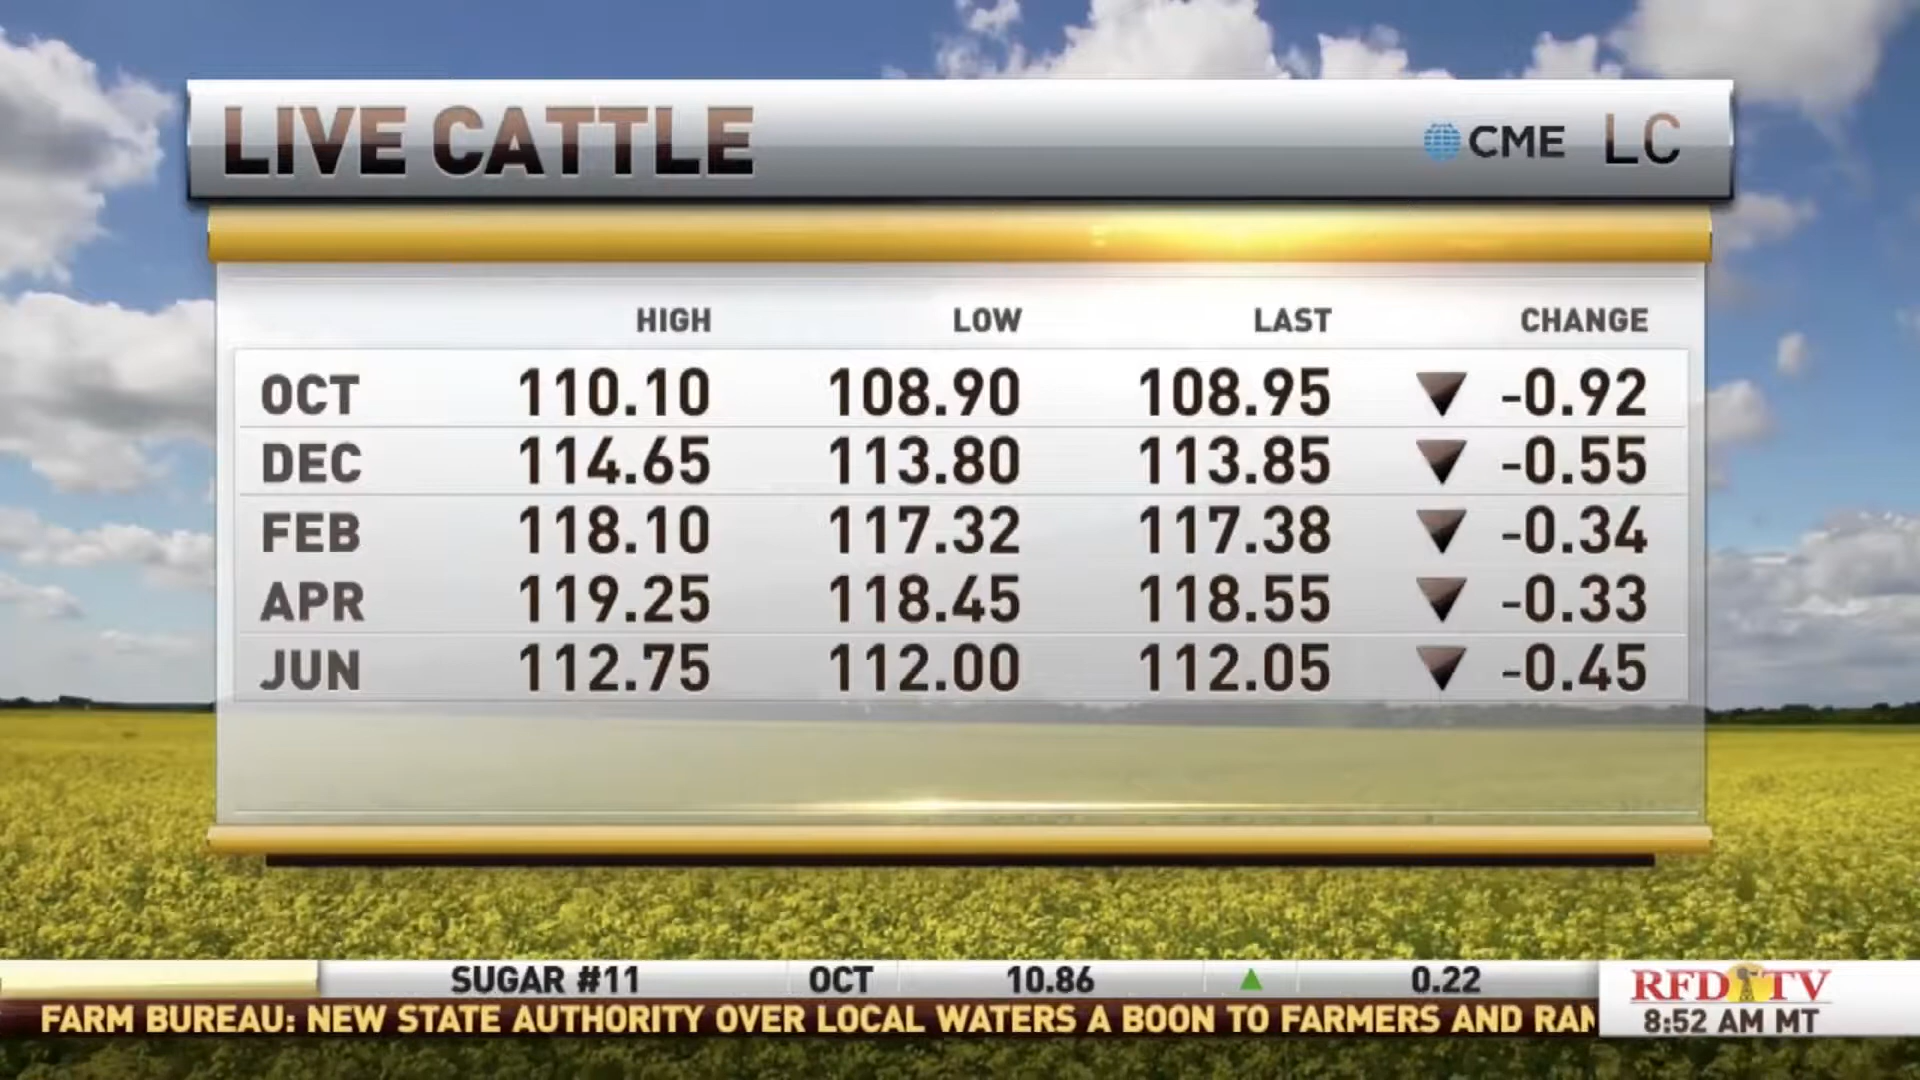 LIVE CATTLE CME LC
HIGH LOW LAST CHANGE
OCT 110.10 108.90 108.95 ▼ -0.92
DEC 114.65 113.80 113.85 ▼ -0.55
FEB 118.10 117.32 117.38 ▼ -0.34
APR 119.25 118.45 118.55 ▼ -0.33
JUN 112.75 112.00 112.05 ▼ -0.45
SUGAR #11 OCT 10.86 ▲ 0.22
RFD TV
FARM BUREAU: NEW STATE AUTHORITY OVER LOCAL WATERS A BOON TO FARMERS AND RAN
8:52 AM MT